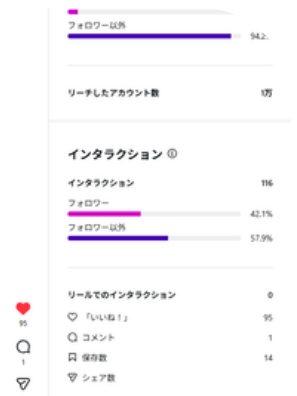 フォロワー以外
94.2.
リーチしたアカウント数 1万
インタラクション ⓘ
インタラクション 116
フォロワー
42.1%
フォロワー以外
57.9%
リールでのインタラクション 0
「いいね！」 95
コメント 1
保存数 14
シェア数
95
1